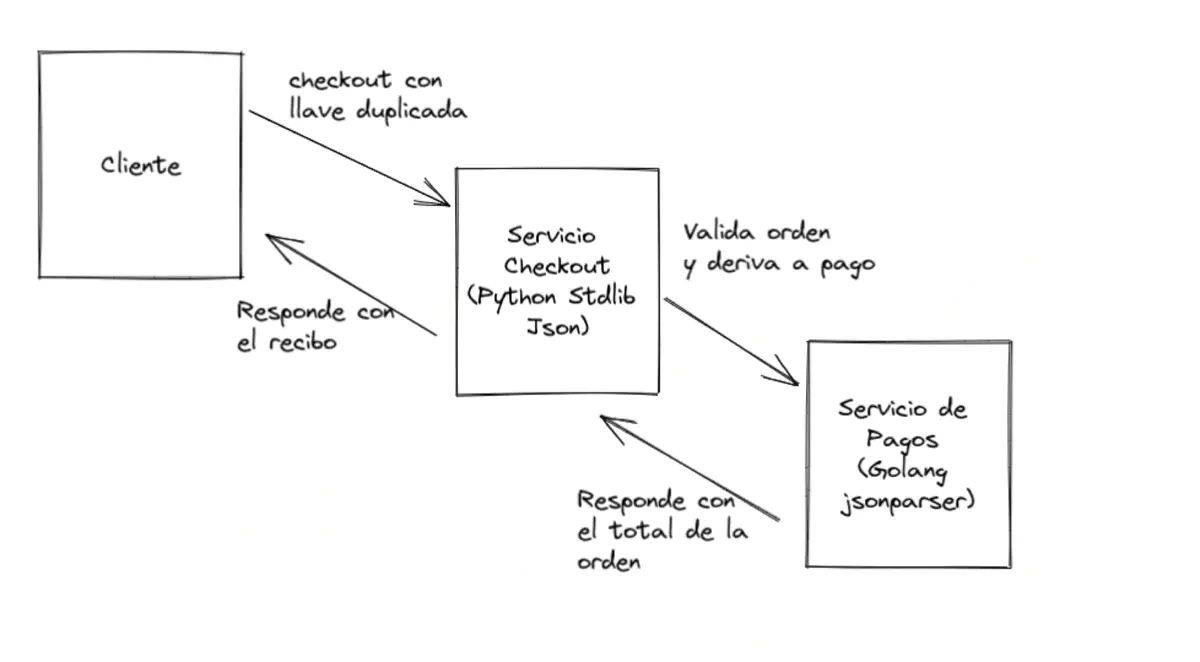 checkout con
llave duplicada
Cliente
Servicio
Checkout
(Python Stdlib
Json)
Valida orden
y deriva a pago
Responde con
el recibo
Servicio de
Pagos
(Golang
jsonparser)
Responde con
el total de la
orden